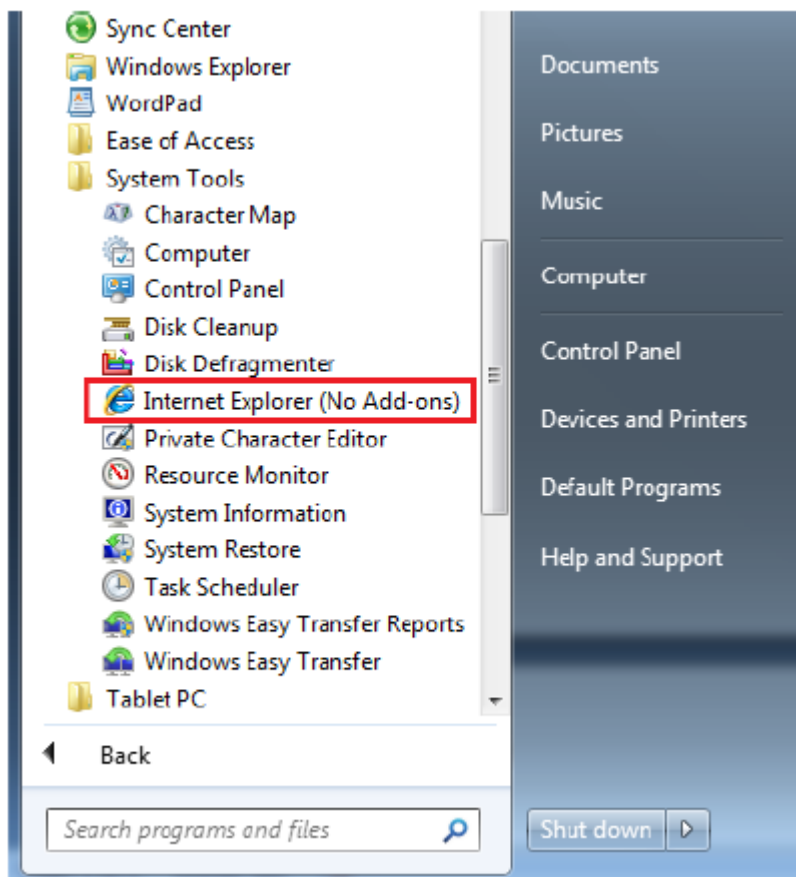 Sync Center
Windows Explorer
WordPad
Ease of Access
System Tools
Character Map
Computer
Control Panel
Disk Cleanup
Disk Defragmenter
Internet Explorer (No Add-ons)
Private Character Editor
Resource Monitor
System Information
System Restore
Task Scheduler
Windows Easy Transfer Reports
Windows Easy Transfer
Tablet PC
Back
Search programs and files
Documents
Pictures
Music
Computer
Control Panel
Devices and Printers
Default Programs
Help and Support
Shut down